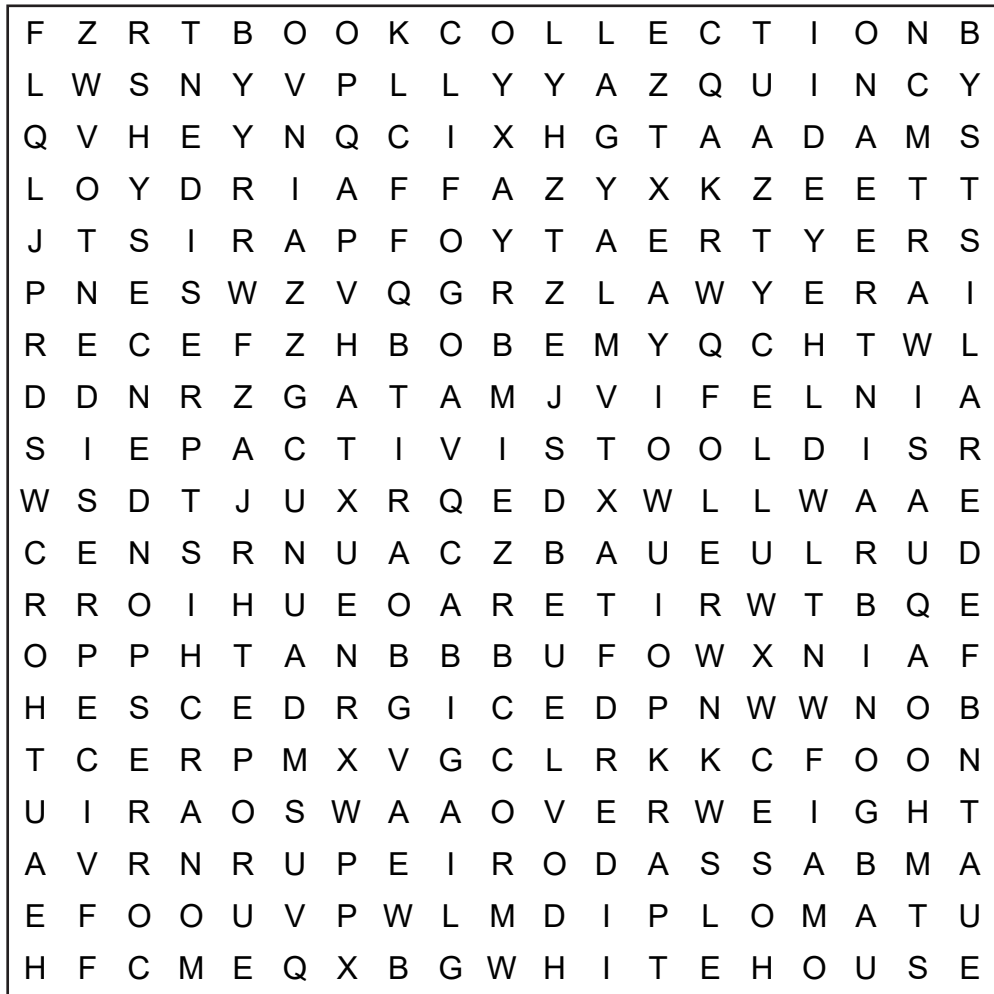 F Z R T B O O K C O L L E C T I O N B
L W S N Y V P L L Y Y A Z Q U I N C Y
Q V H E Y N Q C I X H G T A A D A M S
L O Y D R I A F F A Z Y X K Z E E T T
J T S I R A P F O Y T A E R T Y E R S
P N E S W Z V Q G R Z L A W Y E R A I
R E C E F Z H B O B E M Y Q C H T W L
D D N R Z G A T A M J V I F E L N I A
S I E P A C T I V I S T O O L D I S R
W S D T J U X R Q E D X W L L W A A E
C E N S R N U A C Z B A U E U L R U D
R R O I H U E O A R E T I R W T B Q E
O P P H T A N B B B U F O W X N I A F
H E S C E D R G I C E D P N W W N O B
T C E R P M X V G C L R K K C F O O N
U I R A O S W A A O V E R W E I G H T
A V R N R U P E I R O D A S S A B M A
E F O O U V P W L M D I P L O M A T U
H F C M E Q X B G W H I T E H O U S E